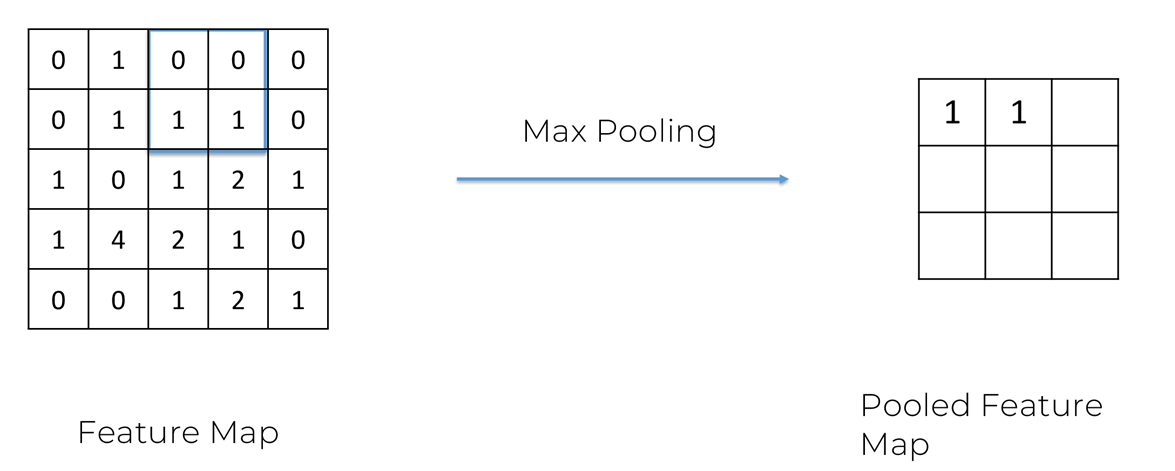 0 1 0 0 0
0 1 1 1 0
1 0 1 2 1
1 4 2 1 0
0 0 1 2 1
Feature Map
Max Pooling
1 1
Pooled Feature
Map